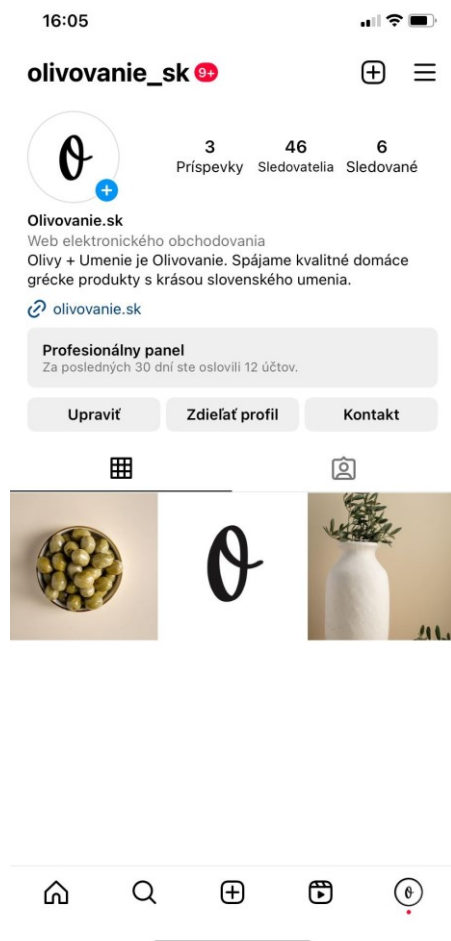 16:05
olivovanie_sk 9+
3 46 6
Príspevky Sledovatelia Sledované
Olivovanie.sk
Web elektronického obchodovania
Olivy + Umenie je Olivovanie. Spájame kvalitné domáce
grécke produkty s krásou slovenského umenia.
olivovanie.sk
Profesionálny panel
Za posledných 30 dní ste oslovili 12 účtov.
Upraviť Zdieľať profil Kontakt